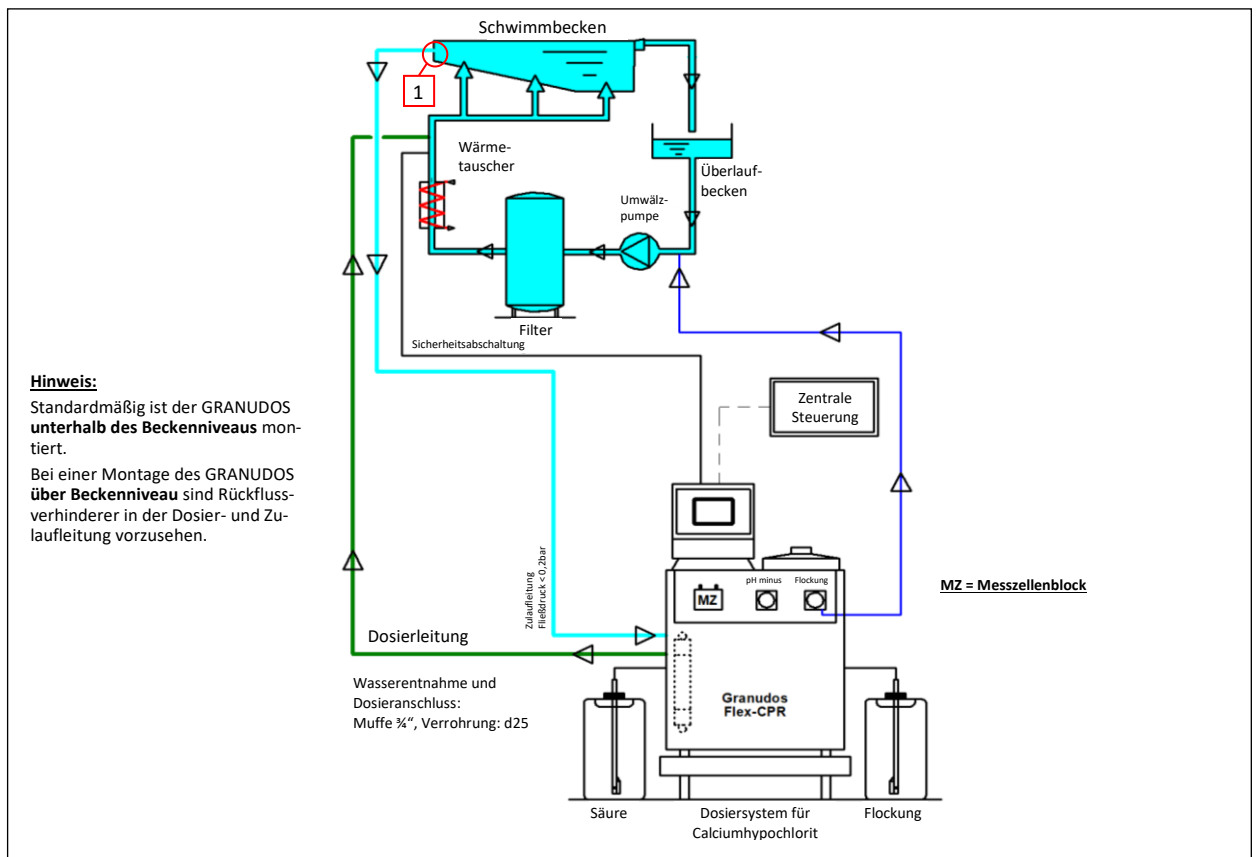 Schwimmbecken
1
Wärme-
tauscher
Überlauf-
becken
Umwälz-
pumpe
Filter
Sicherheitsabschaltung
Hinweis:
Standardmäßig ist der GRANUDOS
unterhalb des Beckenniveaus mon-
tiert.
Bei einer Montage des GRANUDOS
über Beckenniveau sind Rückfluss-
verhinderer in der Dosier- und Zu-
laufleitung vorzusehen.
Zentrale
Steuerung
Zulaufleitung
Fließdruck < 0,2bar
pH minus
Flockung
MZ
MZ = Messzellenblock
Dosierleitung
Wasserentnahme und
Dosieranschluss:
Muffe ¾“, Verrohrung: d25
Granudos
Flex-CPR
Säure
Dosiersystem für
Calciumhypochlorit
Flockung